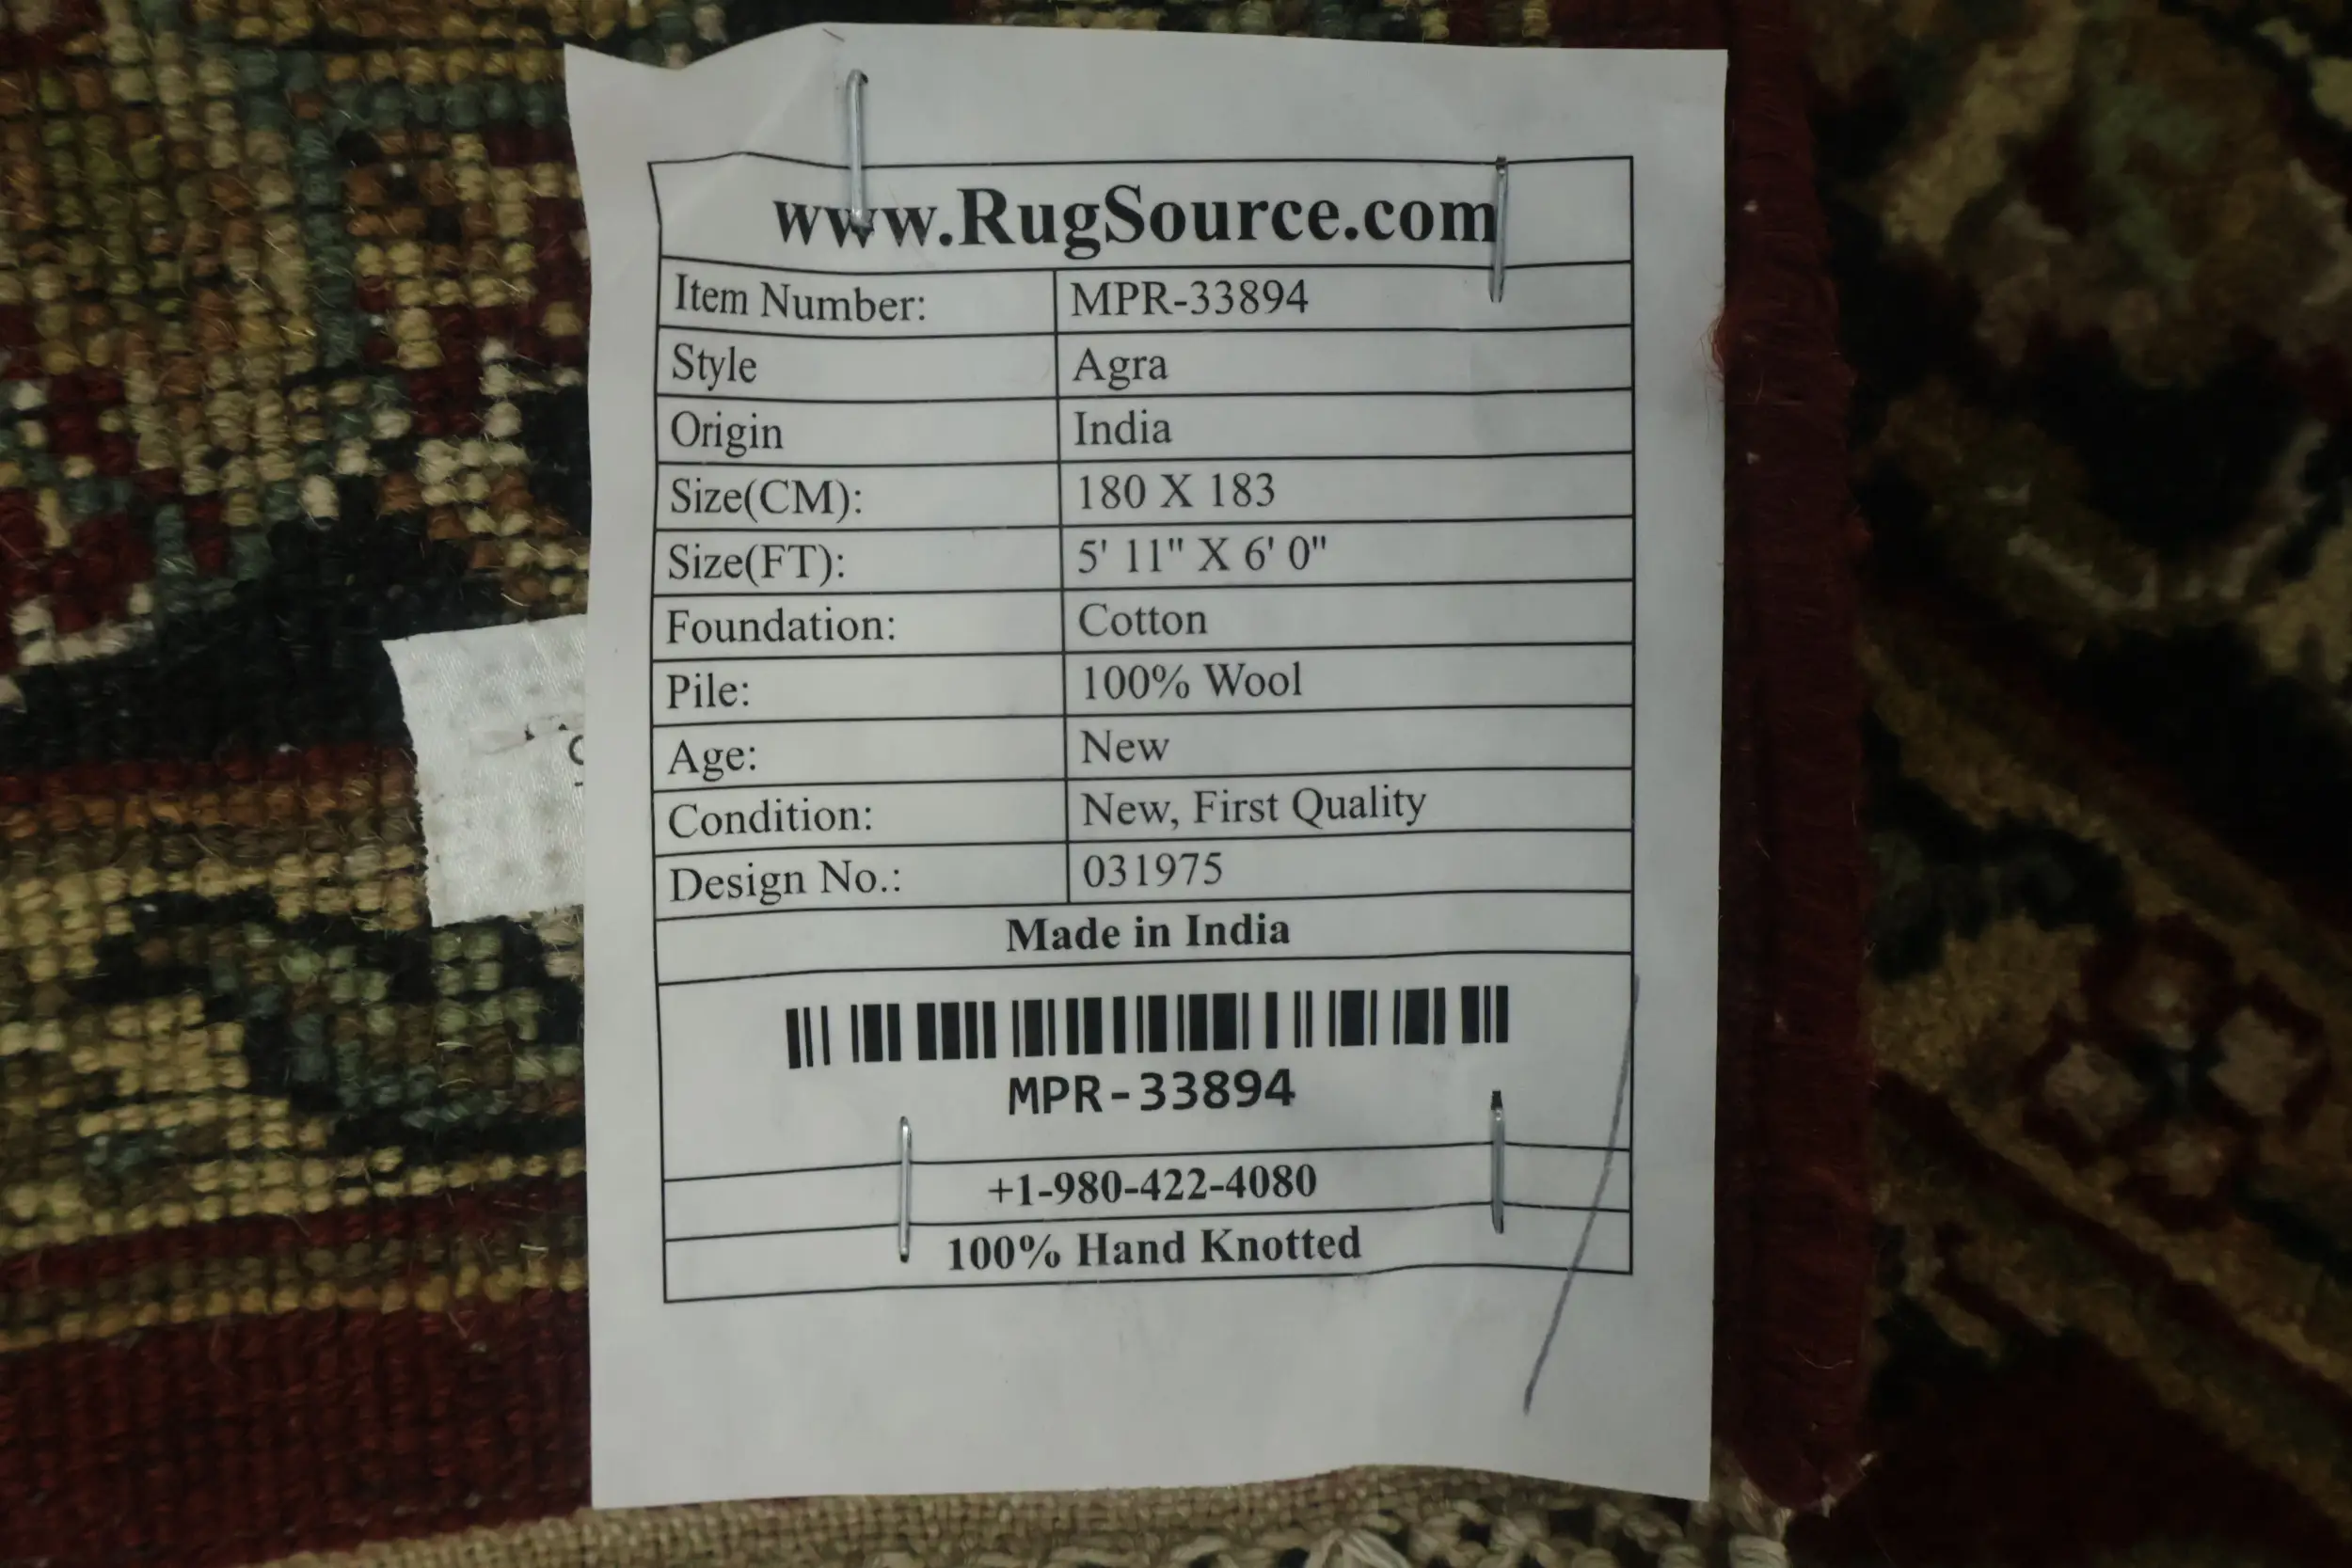 www.RugSource.com
Item Number: MPR-33894
Style Agra
Origin India
Size(CM): 180 X 183
Size(FT): 5' 11" X 6' 0"
Foundation: Cotton
Pile: 100% Wool
Age: New
Condition: New, First Quality
Design No.: 031975
Made in India
MPR-33894
+1-980-422-4080
100% Hand Knotted